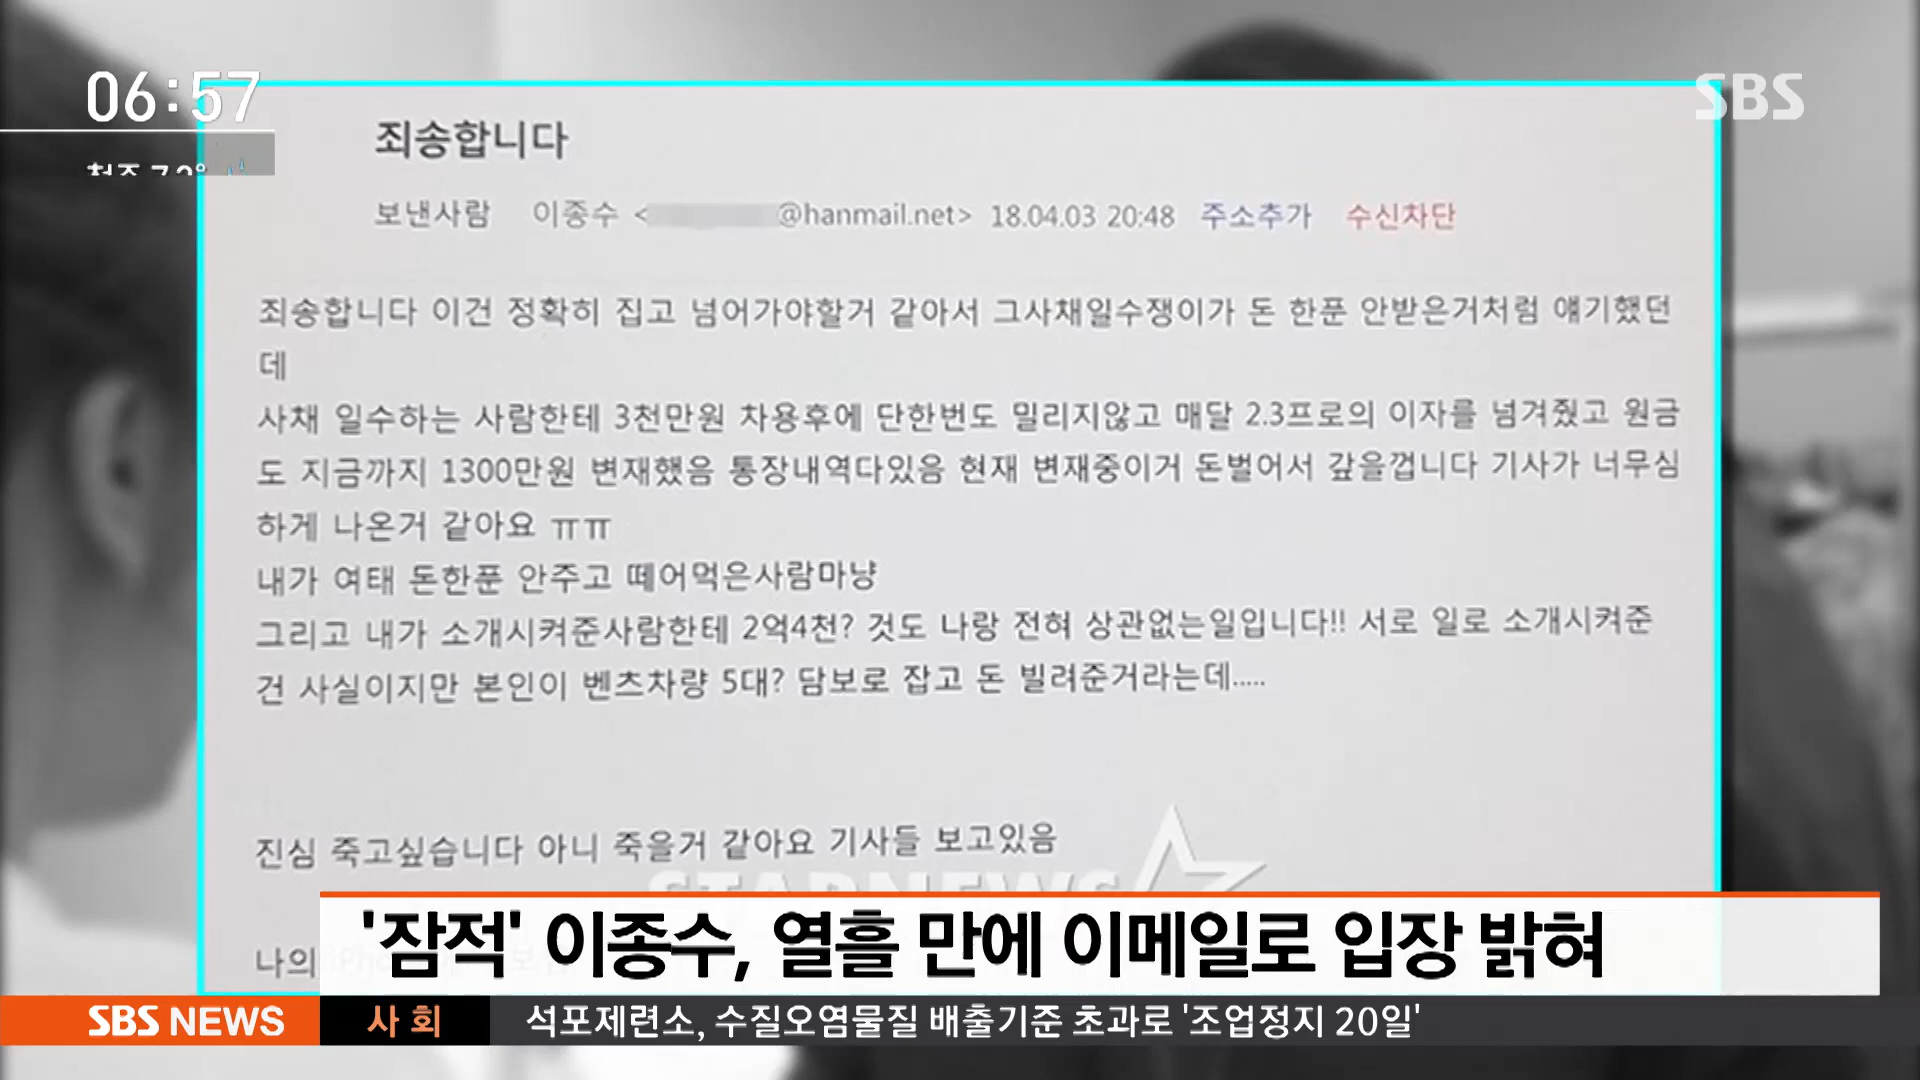 06:57
SBS
죄송합니다
보낸사람 이종수 < @hanmail.net> 18.04.03 20:48 주소추가 수신차단
죄송합니다 이건 정확히 집고 넘어가야할거 같아서 그사채일수쟁이가 돈 한푼 안받은거처럼 얘기했던
데
사채 일수하는 사람한테 3천만원 차용후에 단한번도 밀리지않고 매달 2.3프로의 이자를 넘겨줬고 원금
도 지금까지 1300만원 변재했음 통장내역다있음 현재 변재중이거 돈벌어서 갚을껍니다 기사가 너무심
하게 나온거 같아요 ㅠㅠ
내가 여태 돈한푼 안주고 떼어먹은사람마냥
그리고 내가 소개시켜준사람한테 2억4천? 것도 나랑 전혀 상관없는일입니다!! 서로 일로 소개시켜준
건 사실이지만 본인이 벤츠차량 5대? 담보로 잡고 돈 빌려준거라는데.....
진심 죽고싶습니다 아니 죽을거 같아요 기사들 보고있음
STARNEWS
나의
'잠적' 이종수, 열흘 만에 이메일로 입장 밝혀
SBS NEWS 사회 석포제련소, 수질오염물질 배출기준 초과로 '조업정지 20일'